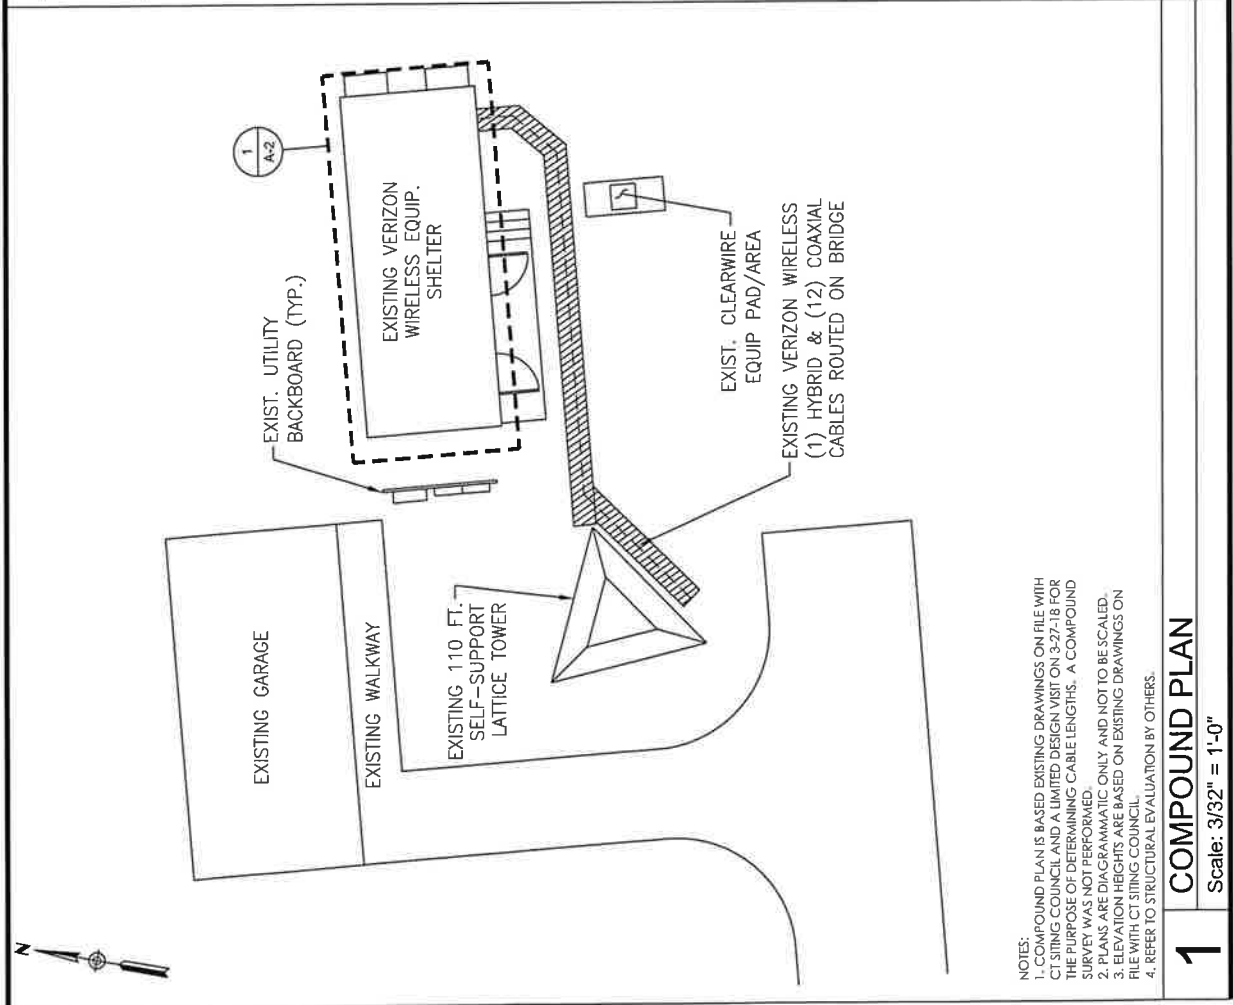 N
1
A-2
EXIST. UTILITY
BACKBOARD (TYP.)
EXISTING VERIZON
WIRELESS EQUIP.
SHELTER
EXISTING GARAGE
EXISTING WALKWAY
EXISTING 110 FT.
SELF-SUPPORT
LATTICE TOWER
EXIST. CLEARWIRE
EQUIP PAD/AREA
EXISTING VERIZON WIRELESS
(1) HYBRID & (12) COAXIAL
CABLES ROUTED ON BRIDGE
NOTES:
1. COMPOUND PLAN IS BASED EXISTING DRAWINGS ON FILE WITH
CT SITING COUNCIL AND A LIMITED DESIGN VISIT ON 3-27-18 FOR
THE PURPOSE OF DETERMINING CABLE LENGTHS. A COMPOUND
SURVEY WAS NOT PERFORMED.
2. PLANS ARE DIAGRAMMATIC ONLY AND NOT TO BE SCALED.
3. ELEVATION HEIGHTS ARE BASED ON EXISTING DRAWINGS ON
FILE WITH CT SITING COUNCIL.
4. REFER TO STRUCTURAL EVALUATION BY OTHERS.
1
COMPOUND PLAN
Scale: 3/32" = 1'-0"